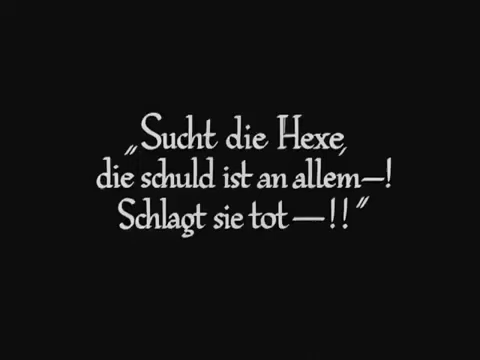 „Sucht die Hexe,
die schuld ist an allem—!
Schlagt sie tot—!!"